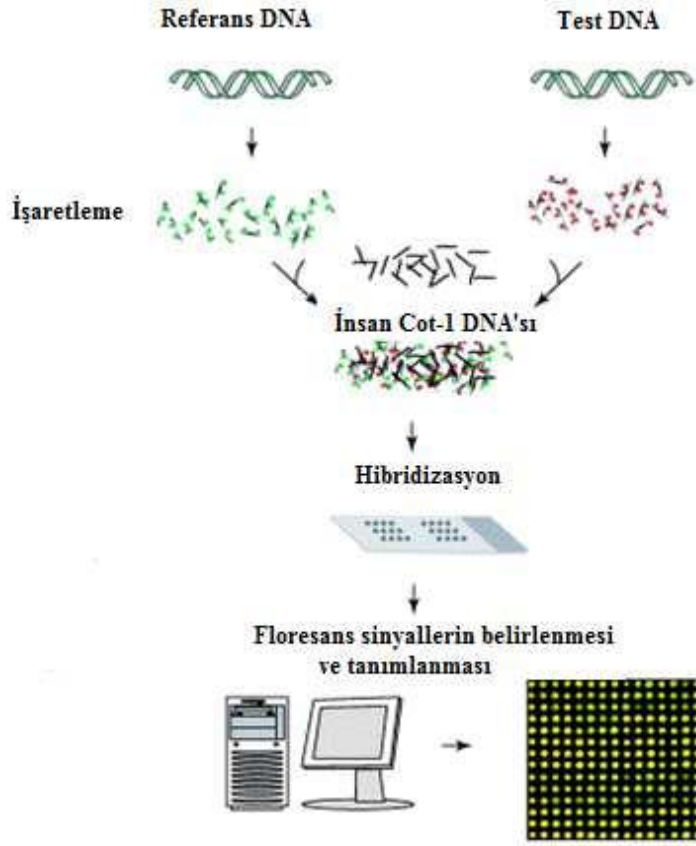 Referans DNA
Test DNA
İşaretleme
İnsan Cot-1 DNA'sı
Hibridizasyon
Floresans sinyallerin belirlenmesi
ve tanımlanması